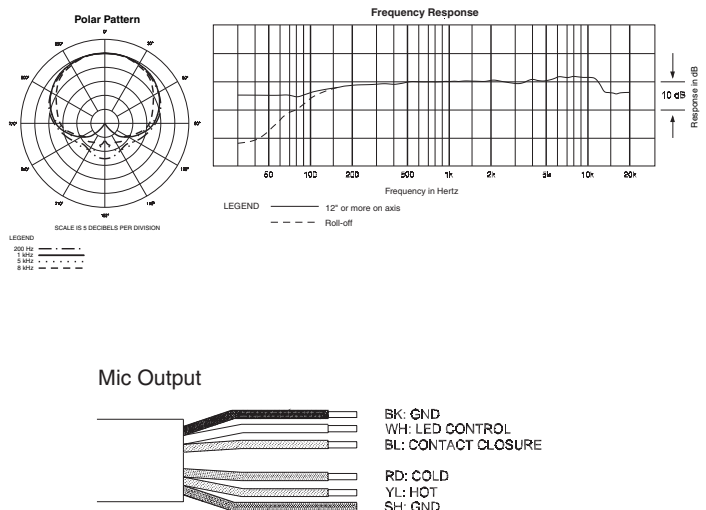 Polar Pattern
Frequency Response
0°
30°
60°
90°
120°
150°
180°
210°
240°
270°
300°
330°
10 dB
Response in dB
50 100 200 500 1k 2k 5k 10k 20k
Frequency in Hertz
LEGEND
12" or more on axis
Roll-off
SCALE IS 5 DECIBELS PER DIVISION
LEGEND
200 Hz
1 kHz
5 kHz
8 kHz
Mic Output
BK: GND
WH: LED CONTROL
BL: CONTACT CLOSURE
RD: COLD
YL: HOT
SH: GND